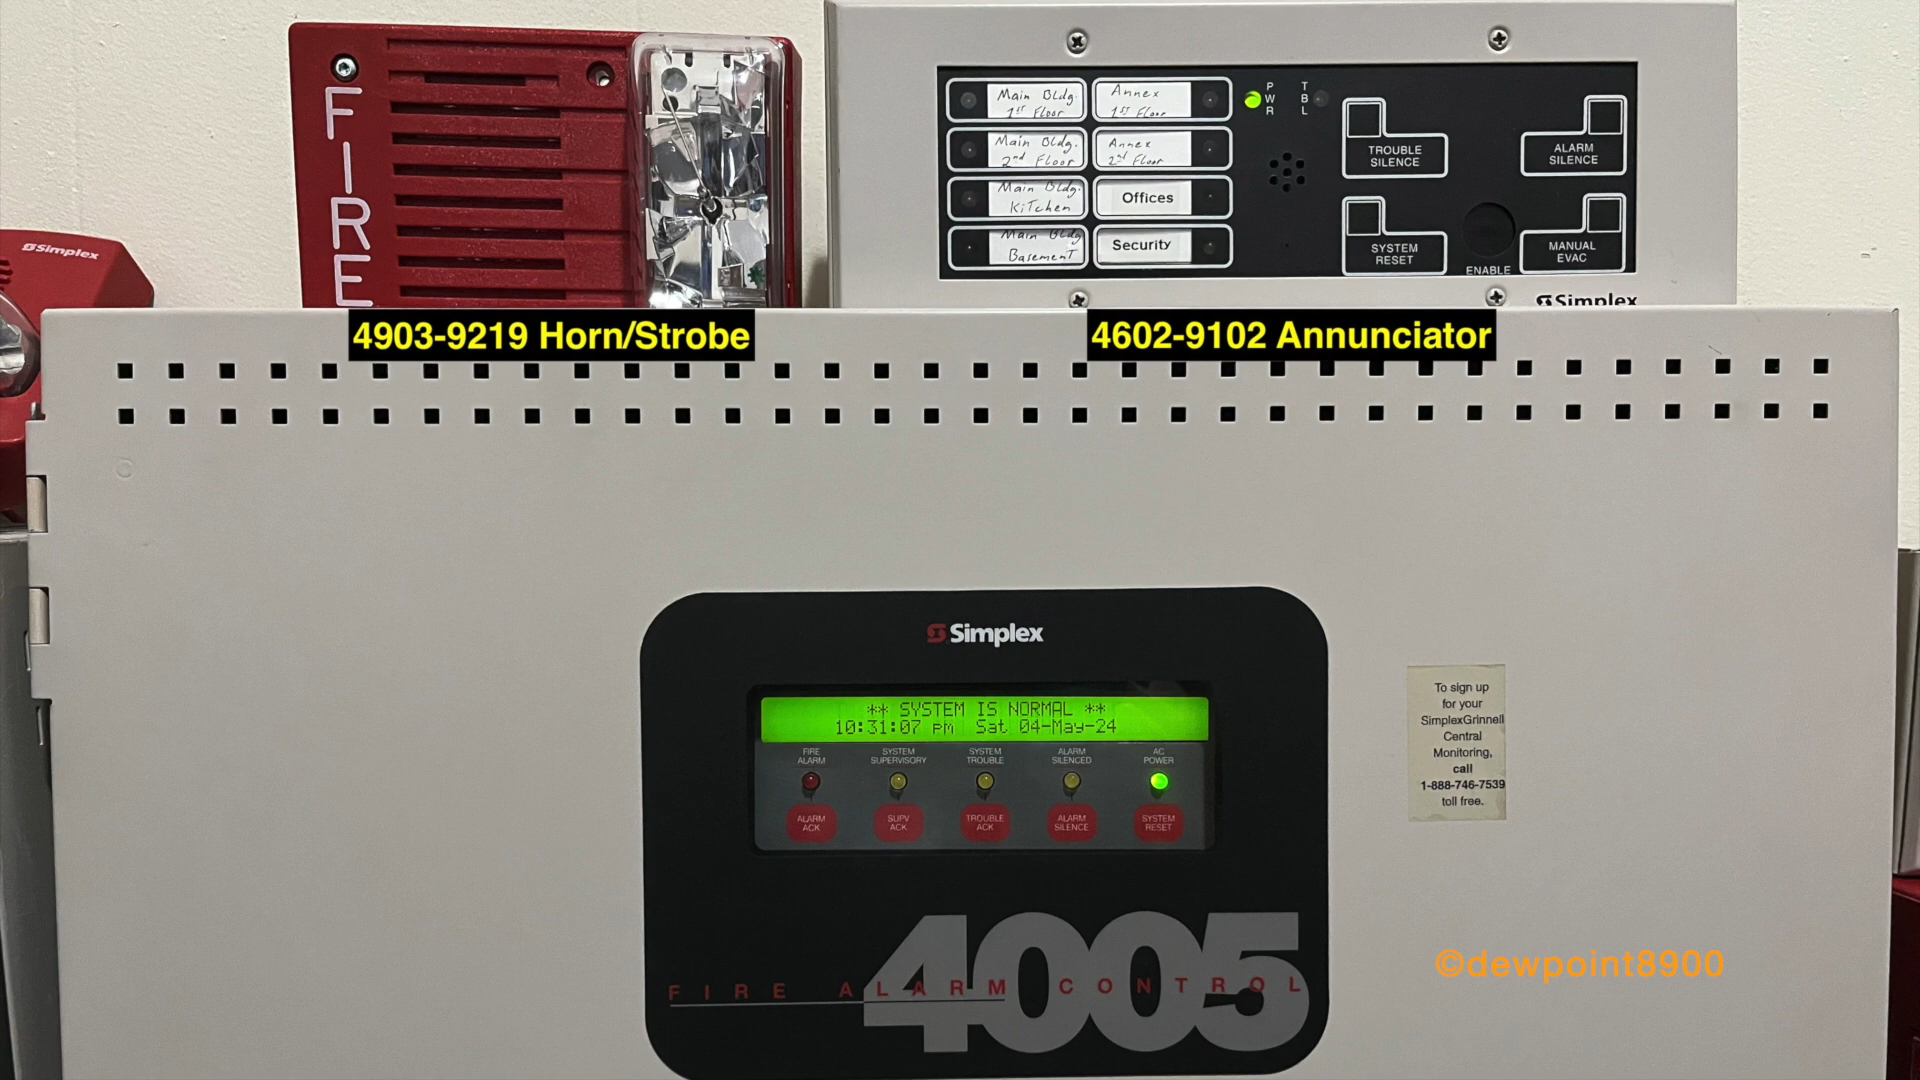 FIRE
Simplex
Main Bldg.
1st Floor
Annex
1st Floor
Main Bldg.
2nd Floor
Annex
2nd Floor
Main Bldg.
Kitchen
Offices
Main Bldg
Basement
Security
PWR
TBL
TROUBLE
SILENCE
ALARM
SILENCE
SYSTEM
RESET
ENABLE
MANUAL
EVAC
Simplex
4903-9219 Horn/Strobe
4602-9102 Annunciator
Simplex
** SYSTEM IS NORMAL **
10:31:07 pm Sat 04-May-24
FIRE
ALARM
SYSTEM
SUPERVISORY
SYSTEM
TROUBLE
ALARM
SILENCED
AC
POWER
ALARM
ACK
SUPV
ACK
TROUBLE
ACK
ALARM
SILENCE
SYSTEM
RESET
To sign up
for your
SimplexGrinnell
Central
Monitoring,
call
1-888-746-7539
toll free.
4005
FIRE ALARM CONTROL
©dewpoint8900